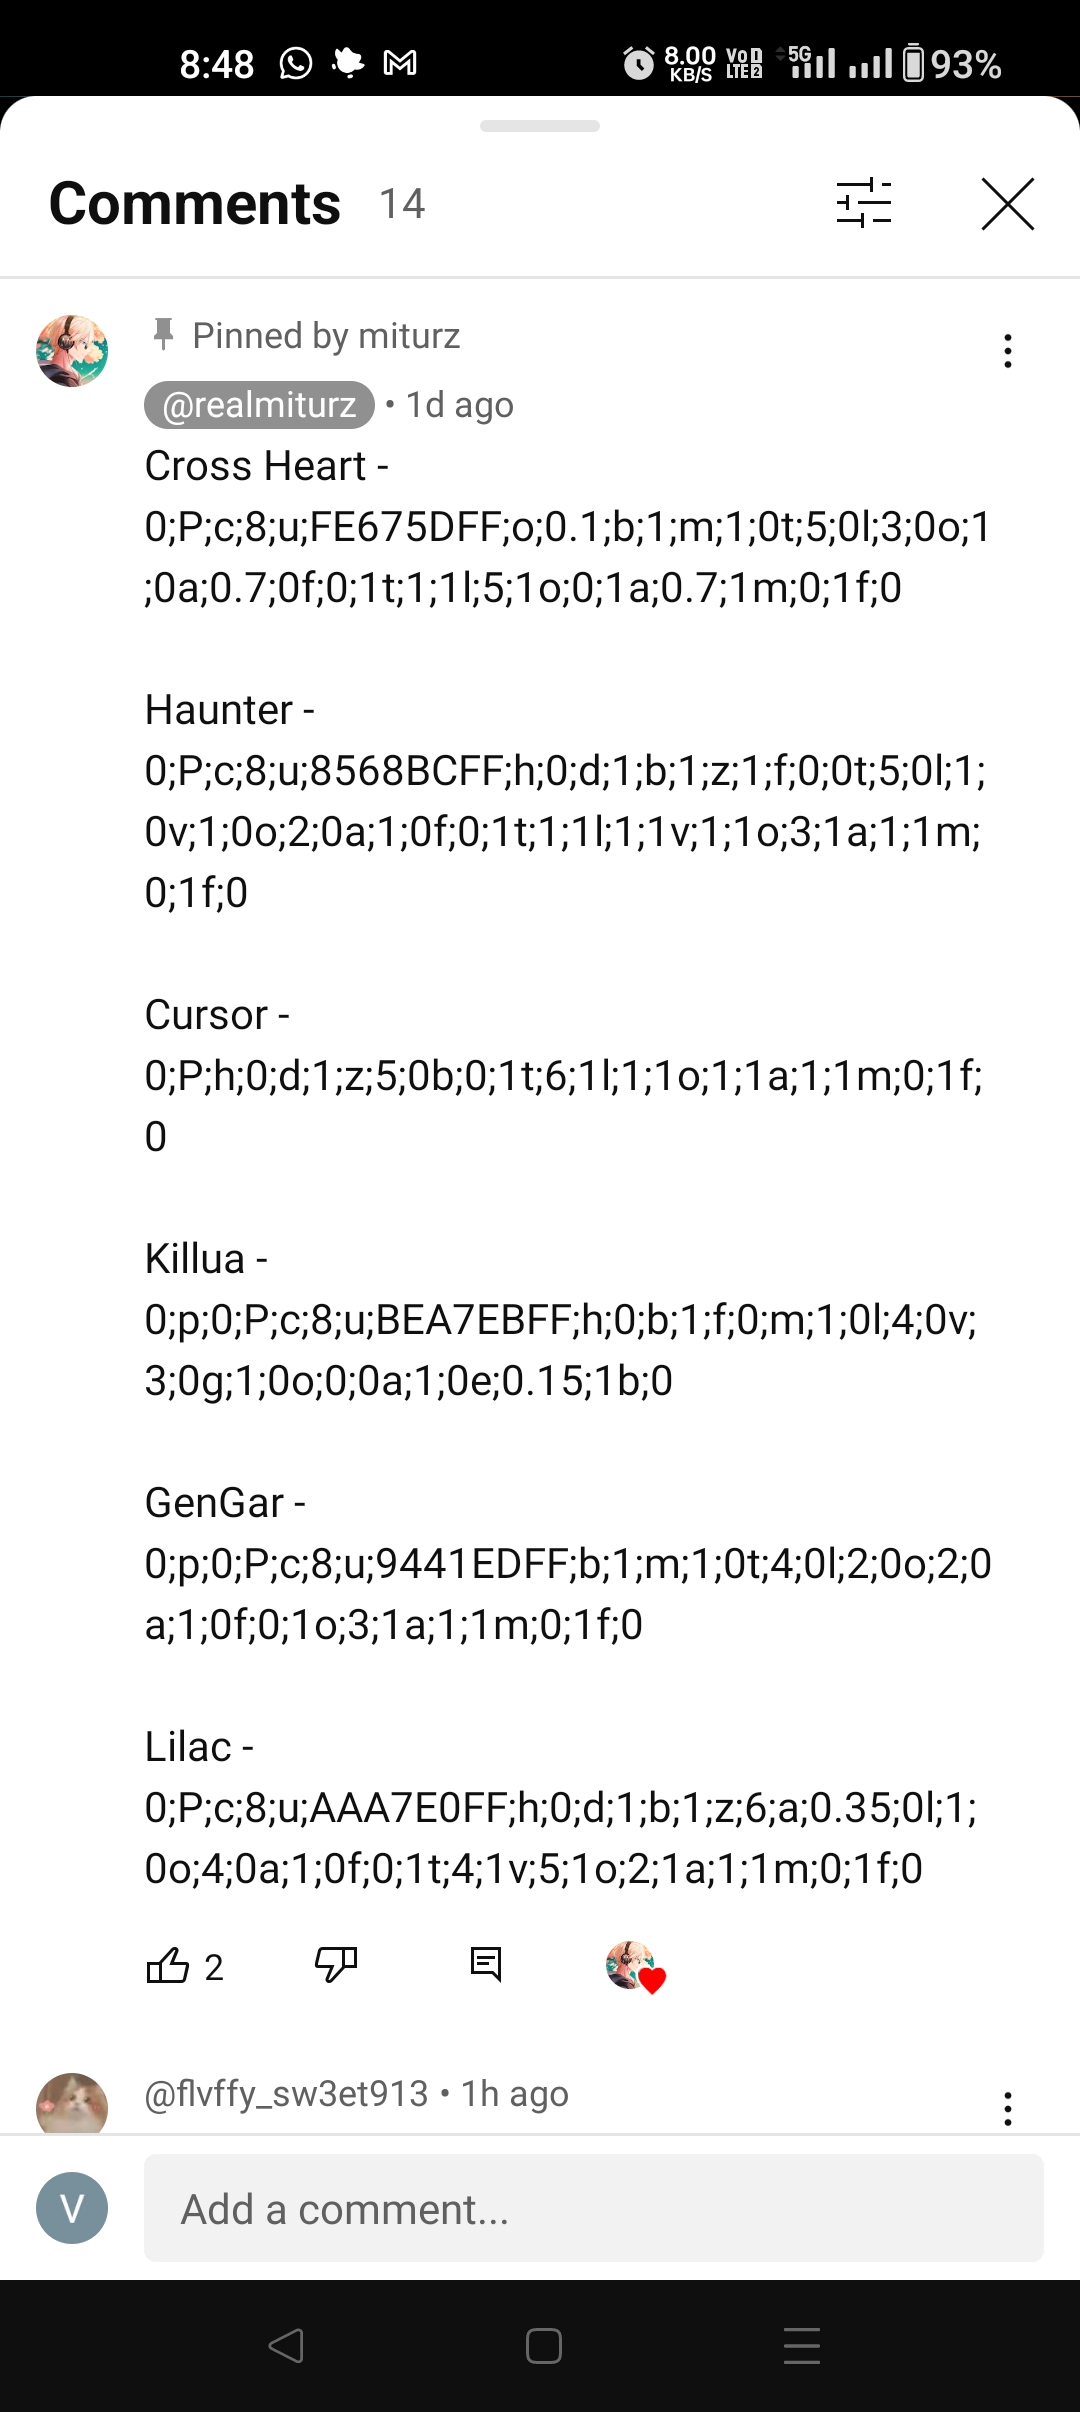 8:48
8.00
KB/S
VoD
LTE2
5G
93%
Comments 14
Pinned by miturz
@realmiturz • 1d ago
Cross Heart -
0;P;c;8;u;FE675DFF;o;0.1;b;1;m;1;0t;5;0l;3;0o;1
;0a;0.7;0f;0;1t;1;1l;5;1o;0;1a;0.7;1m;0;1f;0
Haunter -
0;P;c;8;u;8568BCFF;h;0;d;1;b;1;z;1;f;0;0t;5;0l;1;
0v;1;0o;2;0a;1;0f;0;1t;1;1l;1;1v;1;1o;3;1a;1;1m;
0;1f;0
Cursor -
0;P;h;0;d;1;z;5;0b;0;1t;6;1l;1;1o;1;1a;1;1m;0;1f;
0
Killua -
0;p;0;P;c;8;u;BEA7EBFF;h;0;b;1;f;0;m;1;0l;4;0v;
3;0g;1;0o;0;0a;1;0e;0.15;1b;0
GenGar -
0;p;0;P;c;8;u;9441EDFF;b;1;m;1;0t;4;0l;2;0o;2;0
a;1;0f;0;1o;3;1a;1;1m;0;1f;0
Lilac -
0;P;c;8;u;AAA7E0FF;h;0;d;1;b;1;z;6;a;0.35;0l;1;
0o;4;0a;1;0f;0;1t;4;1v;5;1o;2;1a;1;1m;0;1f;0
2
@flvffy_sw3et913 • 1h ago
V
Add a comment...